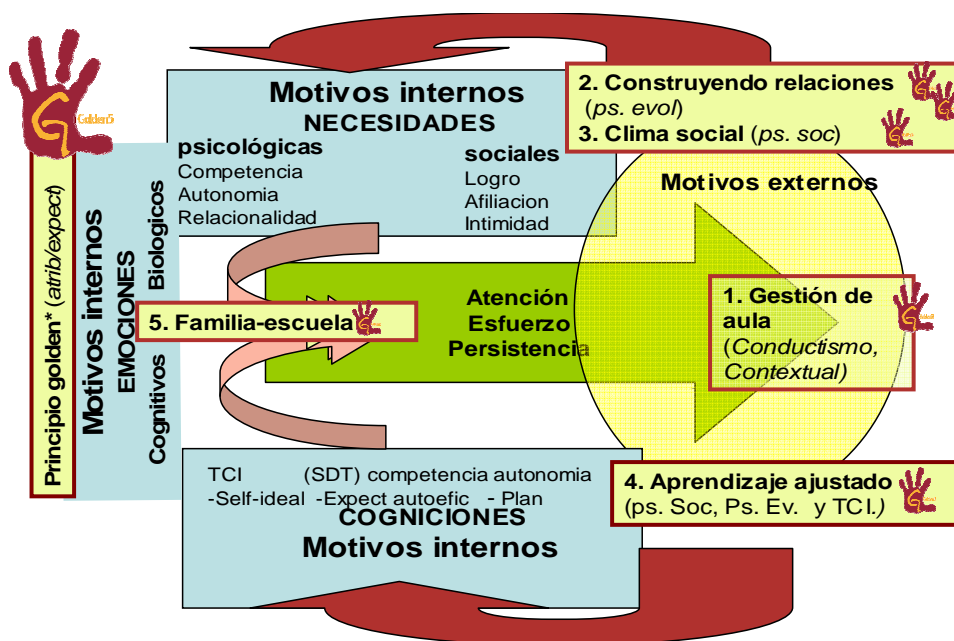 Golden5
Motivos internos
NECESIDADES
psicológicas
Competencia
Autonomia
Relacionalidad
sociales
Logro
Afiliacion
Intimidad
2. Construyendo relaciones
(ps. evol)
3. Clima social (ps. soc)
Motivos externos
Principio golden* (atrib/expect)
Motivos internos
EMOCIONES
Cognitivos Biologicos
5. Familia-escuela
Atención
Esfuerzo
Persistencia
1. Gestión de
aula
(Conductismo,
Contextual)
TCI (SDT) competencia autonomia
-Self-ideal -Expect autoefic - Plan
COGNICIONES
Motivos internos
4. Aprendizaje ajustado
(ps. Soc, Ps. Ev. y TCI.)